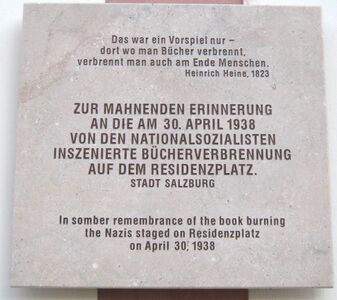 Das war ein Vorspiel nur –
dort wo man Bücher verbrennt,
verbrennt man auch am Ende Menschen.
Heinrich Heine, 1823
ZUR MAHNENDEN ERINNERUNG
AN DIE AM 30. APRIL 1938
VON DEN NATIONALSOZIALISTEN
INSZENIERTE BÜCHERVERBRENNUNG
AUF DEM RESIDENZPLATZ.
STADT SALZBURG
In somber remembrance of the book burning
the Nazis staged on Residenzplatz
on April 30, 1938